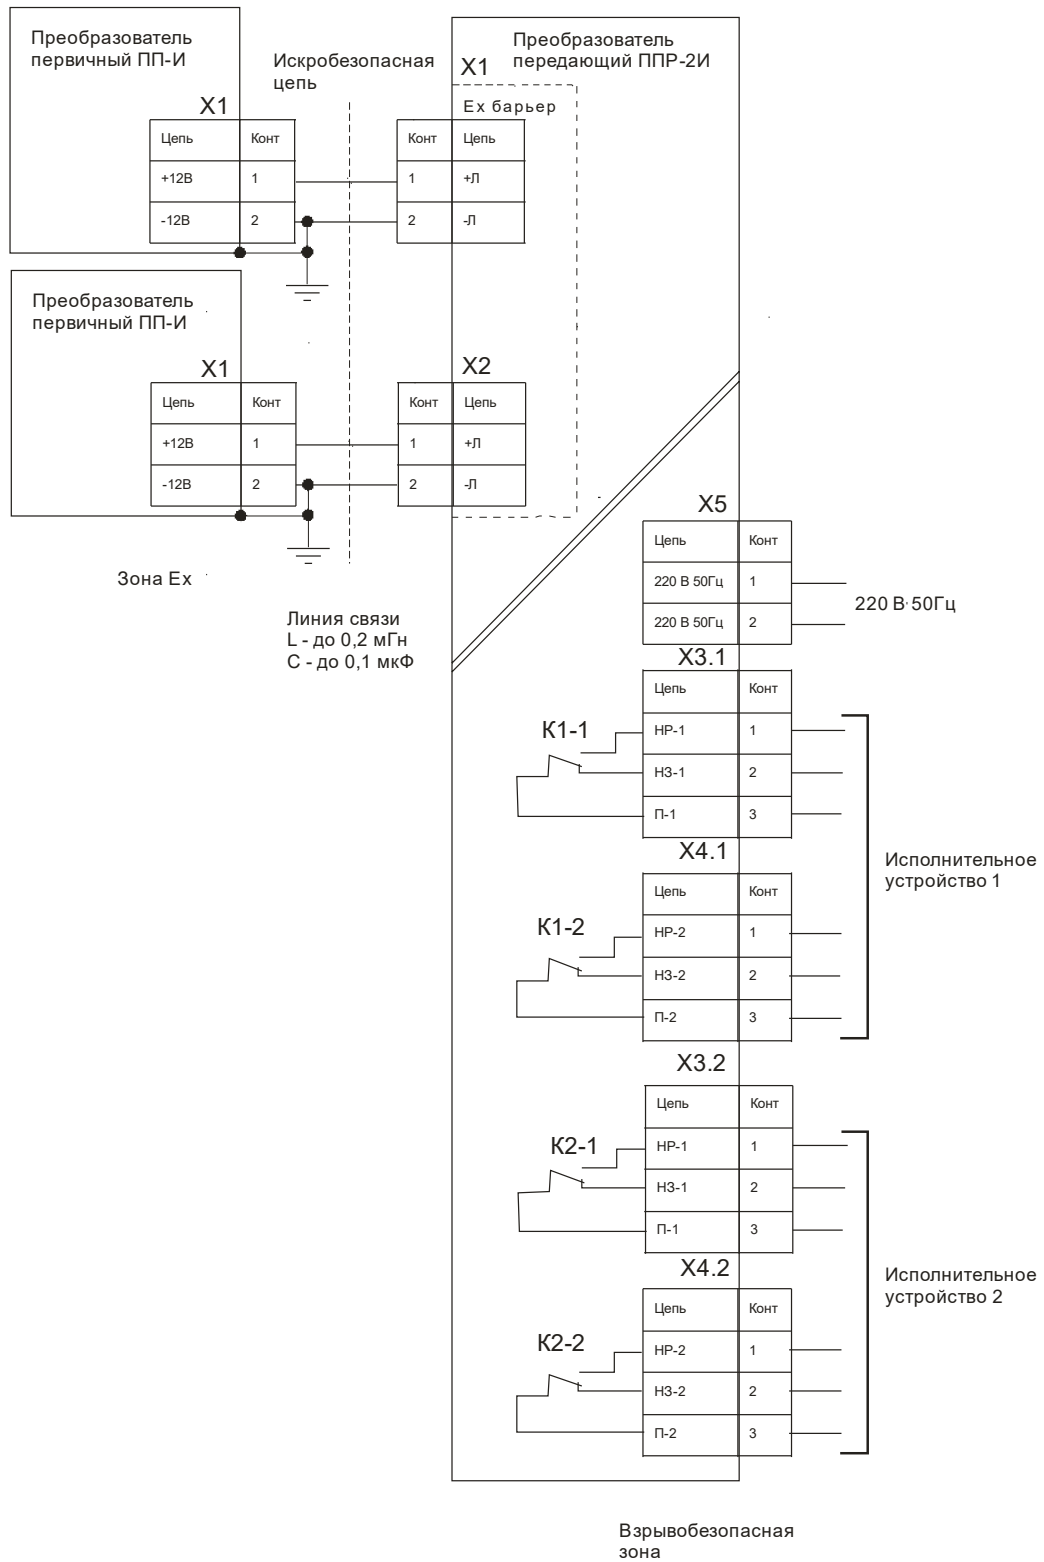 Преобразователь
первичный ПП-И
X1
Цепь Конт
+12В 1
-12В 2
Искробезопасная
цепь
Преобразователь
передающий ППР-2И
X1
Ex барьер
Конт Цепь
1 +Л
2 -Л
Преобразователь
первичный ПП-И
X1
Цепь Конт
+12В 1
-12В 2
X2
Конт Цепь
1 +Л
2 -Л
Зона Ex
Линия связи
L - до 0,2 мГн
С - до 0,1 мкФ
X5
Цепь Конт
220 В 50Гц 1
220 В 50Гц 2
220 В 50Гц
X3.1
Цепь Конт
К1-1
НР-1 1
НЗ-1 2
П-1 3
X4.1
Цепь Конт
К1-2
НР-2 1
НЗ-2 2
П-2 3
Исполнительное
устройство 1
X3.2
Цепь Конт
К2-1
НР-1 1
НЗ-1 2
П-1 3
X4.2
Цепь Конт
К2-2
НР-2 1
НЗ-2 2
П-2 3
Исполнительное
устройство 2
Взрывобезопасная
зона